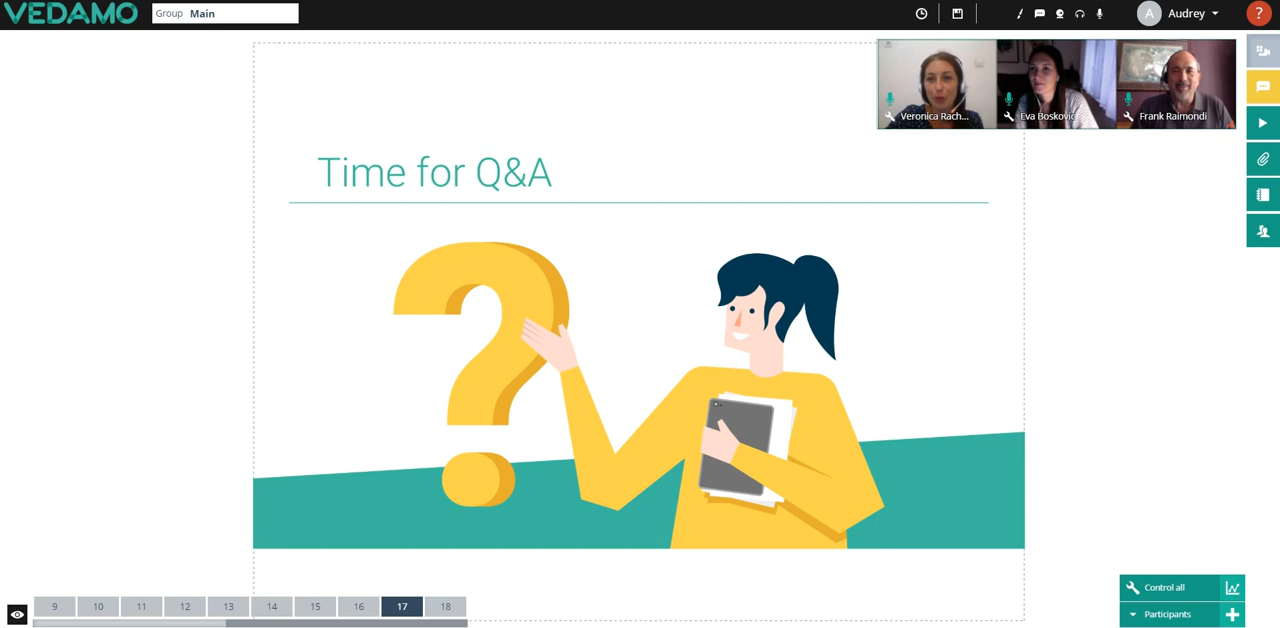 VEDAMO
Group Main
A Audrey
?
Veronica Rach...
Eva Boskovic
Frank Raimondi
Time for Q&A
?
Control all
Participants
9 10 11 12 13 14 15 16 17 18